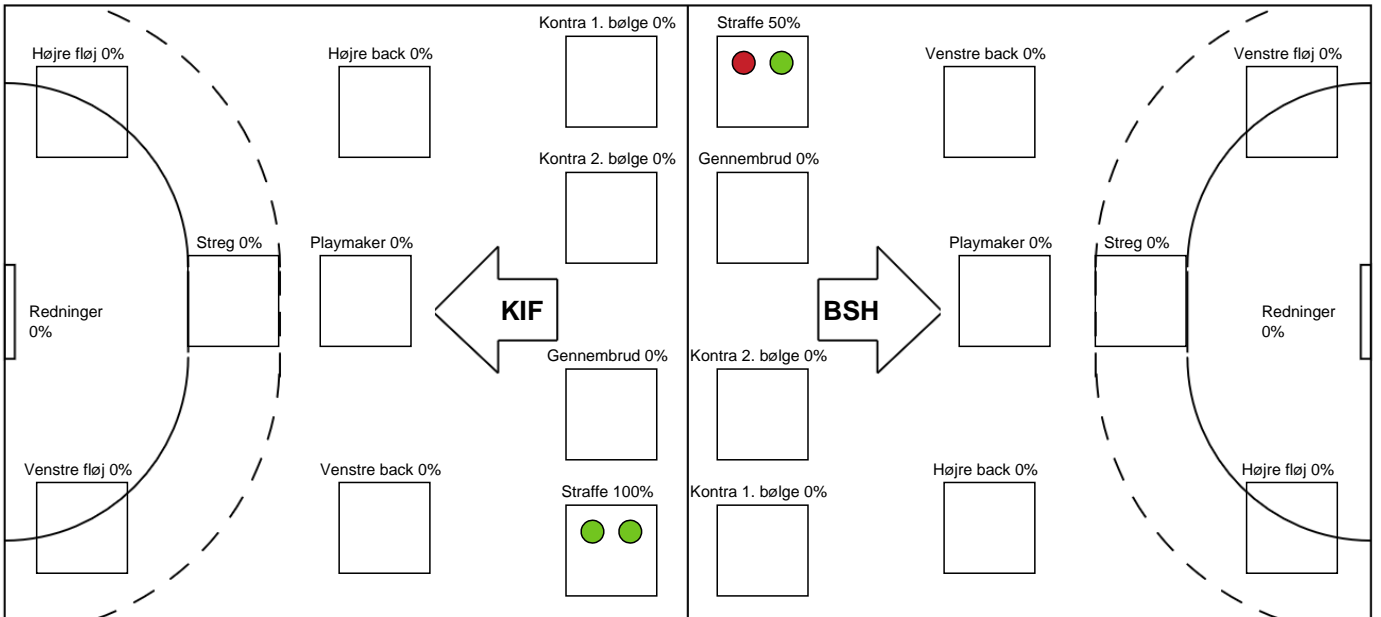 Kontra 1. bølge 0%
Straffe 50%
Højre fløj 0%
Højre back 0%
Venstre back 0%
Venstre fløj 0%
Kontra 2. bølge 0%
Gennembrud 0%
Streg 0%
Playmaker 0%
Playmaker 0%
Streg 0%
Redninger
0%
KIF
BSH
Redninger
0%
Gennembrud 0%
Kontra 2. bølge 0%
Venstre fløj 0%
Venstre back 0%
Højre back 0%
Højre fløj 0%
Straffe 100%
Kontra 1. bølge 0%